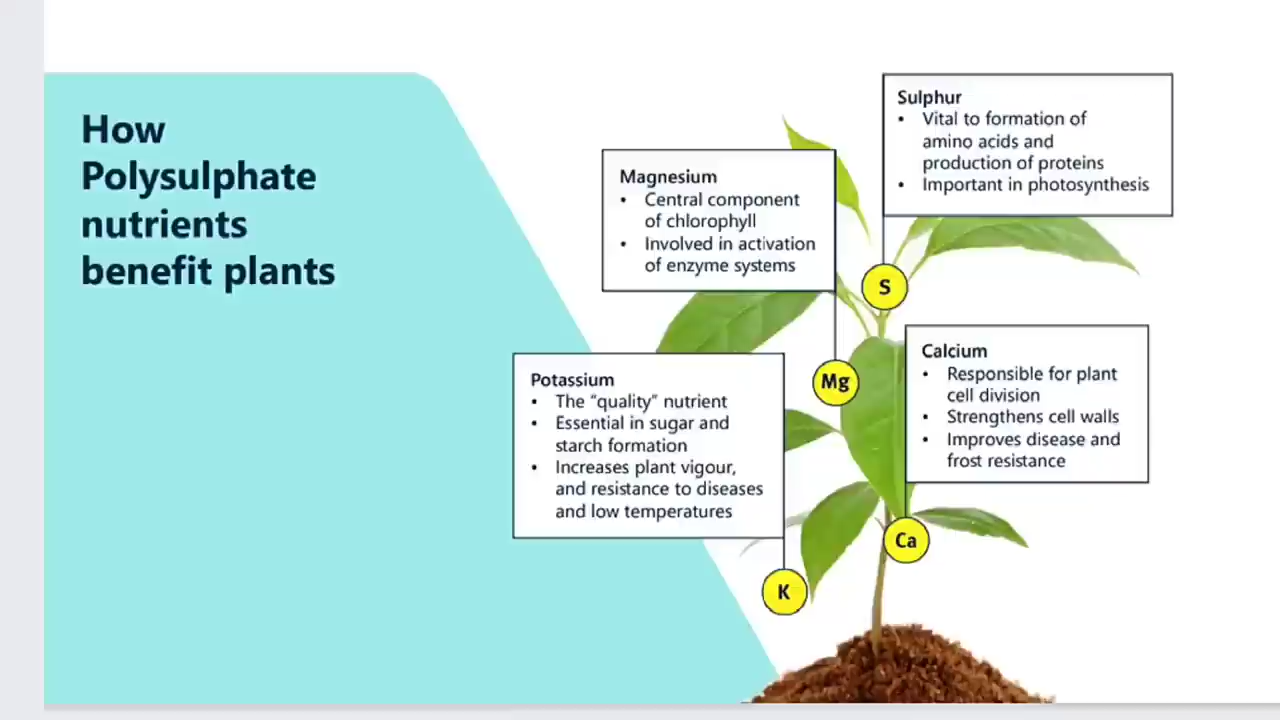 How
Polysulphate
nutrients
benefit plants
Sulphur
• Vital to formation of
amino acids and
production of proteins
• Important in photosynthesis
Magnesium
• Central component
of chlorophyll
• Involved in activation
of enzyme systems
S
Calcium
• Responsible for plant
cell division
• Strengthens cell walls
• Improves disease and
frost resistance
Mg
Potassium
• The “quality” nutrient
• Essential in sugar and
starch formation
• Increases plant vigour,
and resistance to diseases
and low temperatures
Ca
K